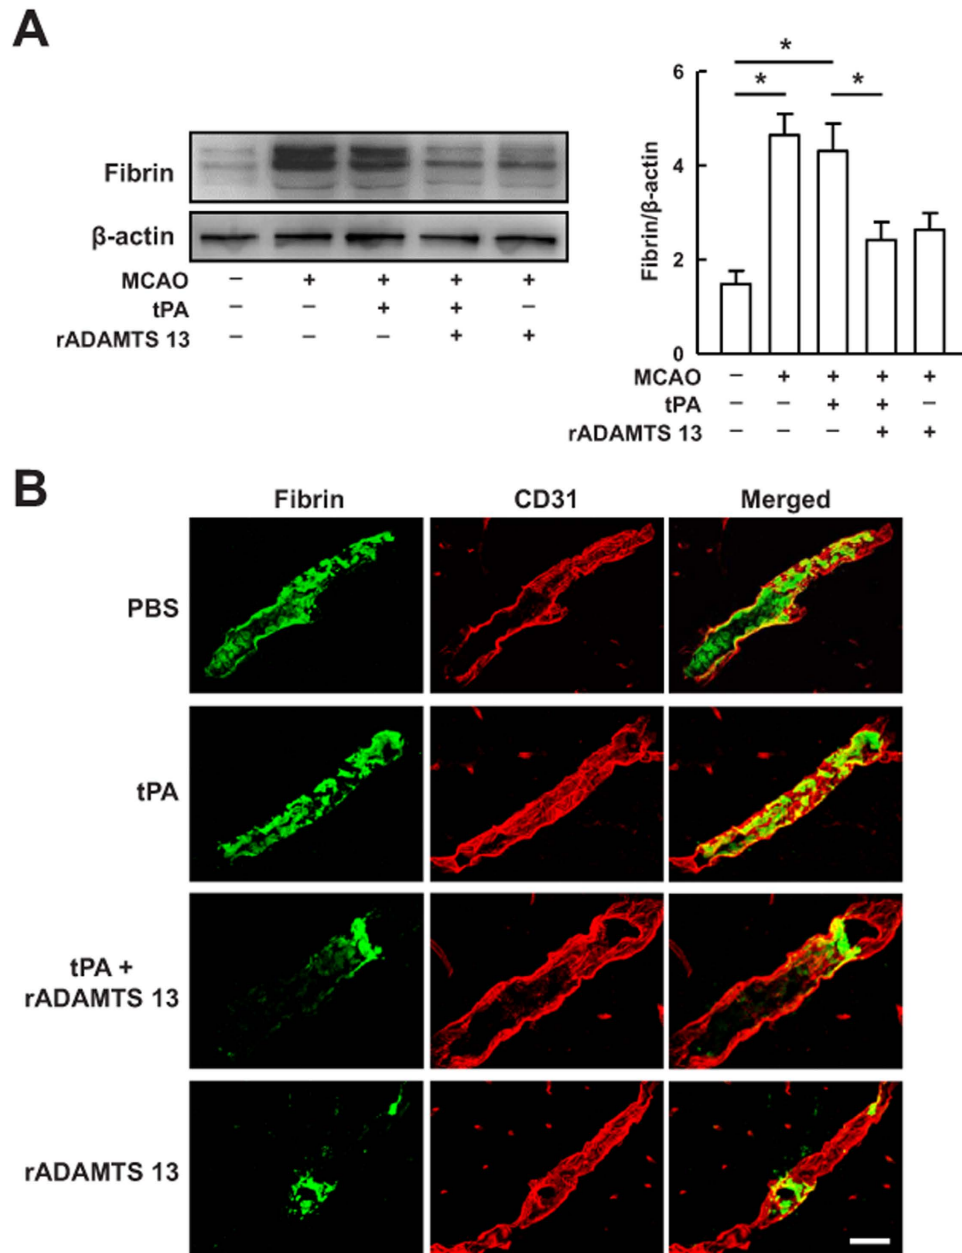 A
Fibrin
β-actin
MCAO − + + + +
tPA − − + + −
rADAMTS 13 − − − + +
* 
* *
6
4
2
0
Fibrin/β-actin
MCAO − + + + +
tPA − − + + −
rADAMTS 13 − − − + +
B
Fibrin CD31 Merged
PBS
tPA
tPA +
rADAMTS 13
rADAMTS 13